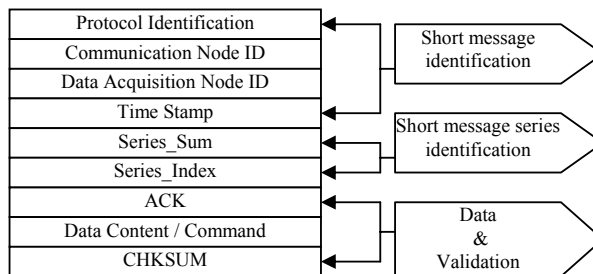 Protocol Identification
Communication Node ID
Data Acquisition Node ID
Time Stamp
Series_Sum
Series_Index
ACK
Data Content / Command
CHKSUM
Short message
identification
Short message series
identification
Data
&
Validation